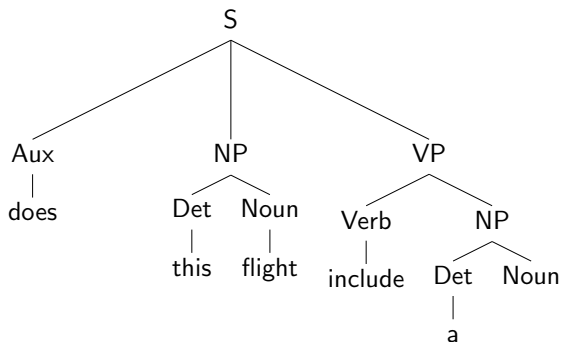 S
Aux NP VP
does Det Noun Verb NP
this flight include Det Noun
a